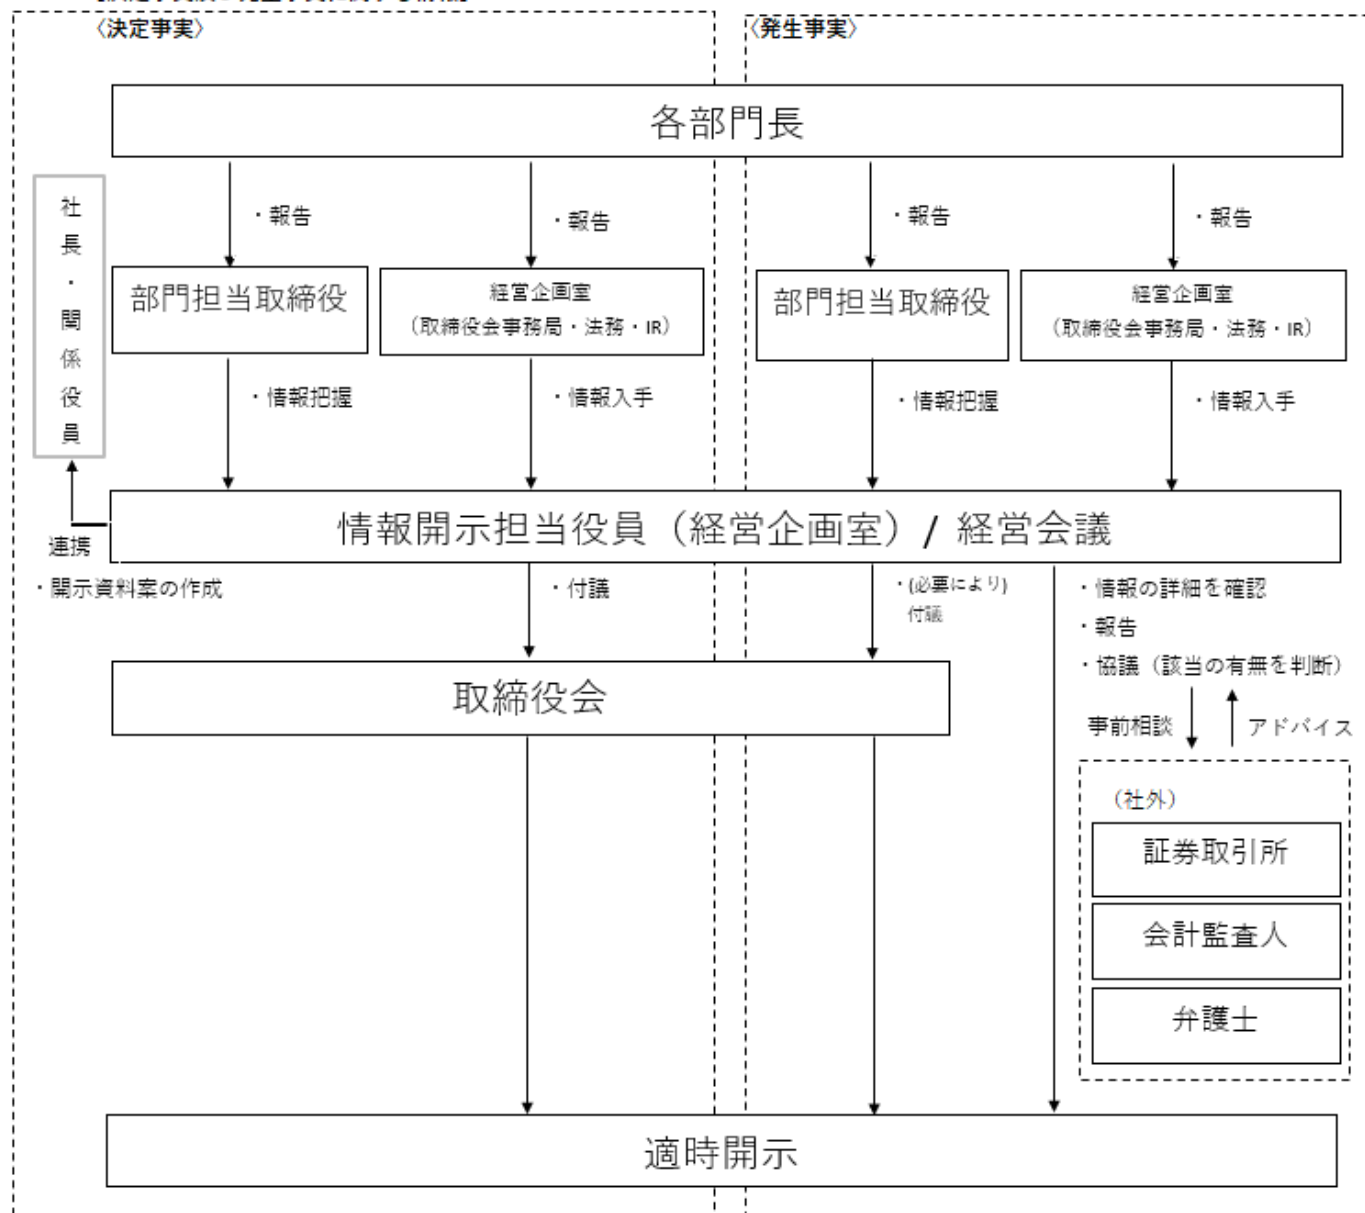 〈決定事実〉
〈発生事実〉
各部門長
社長・関係役員
・報告
・報告
・報告
・報告
部門担当取締役
経営企画室
（取締役会事務局・法務・IR）
部門担当取締役
経営企画室
（取締役会事務局・法務・IR）
・情報把握
・情報入手
・情報把握
・情報入手
情報開示担当役員（経営企画室）/ 経営会議
連携
・開示資料案の作成
・付議
・(必要により)
付議
・情報の詳細を確認
・報告
・協議（該当の有無を判断）
事前相談
アドバイス
取締役会
（社外）
証券取引所
会計監査人
弁護士
適時開示